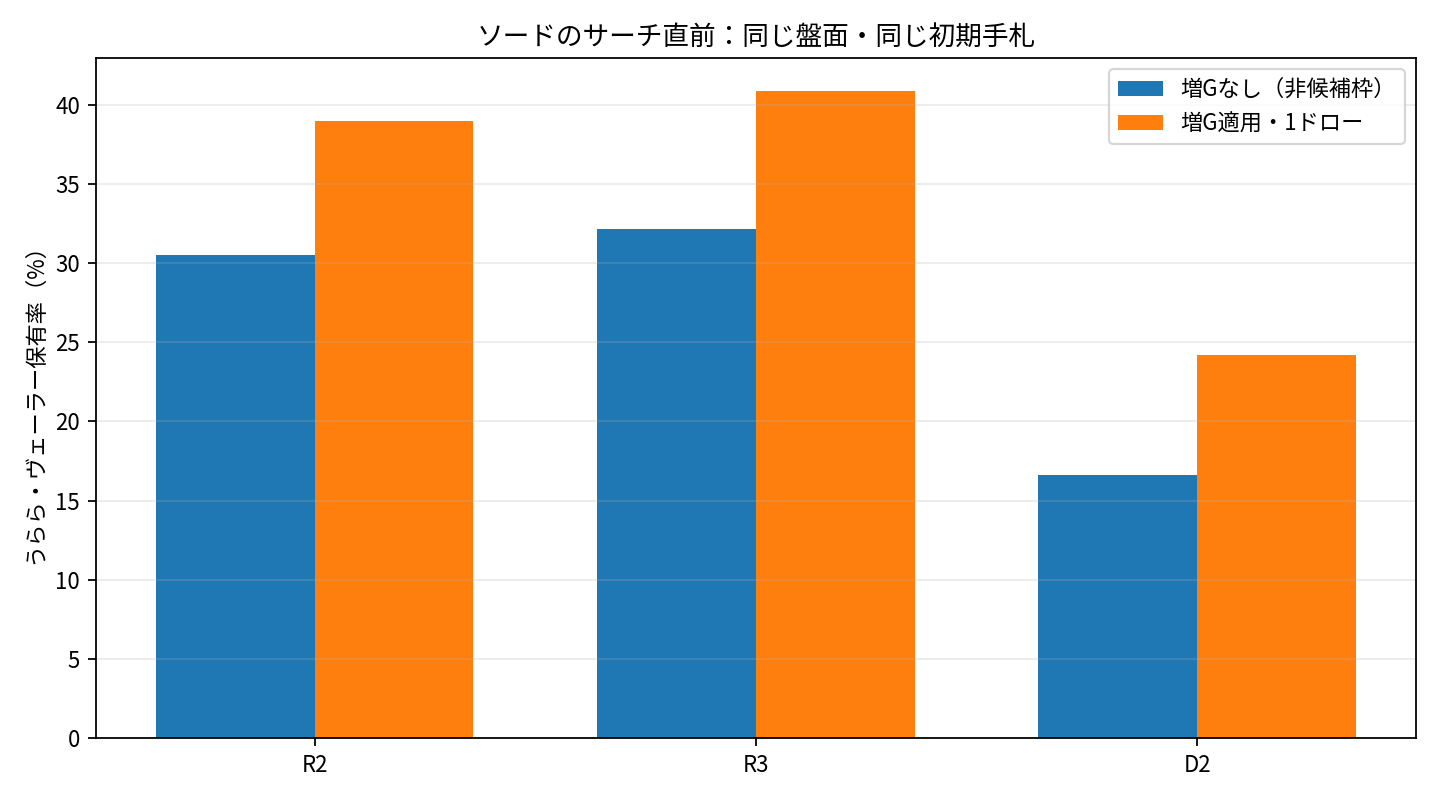 ソードのサーチ直前：同じ盤面・同じ初期手札
増Gなし（非候補枠）
増G適用・1ドロー
うらら・ヴェーラー保有率（%）
40
35
30
25
20
15
10
5
0
R2
R3
D2